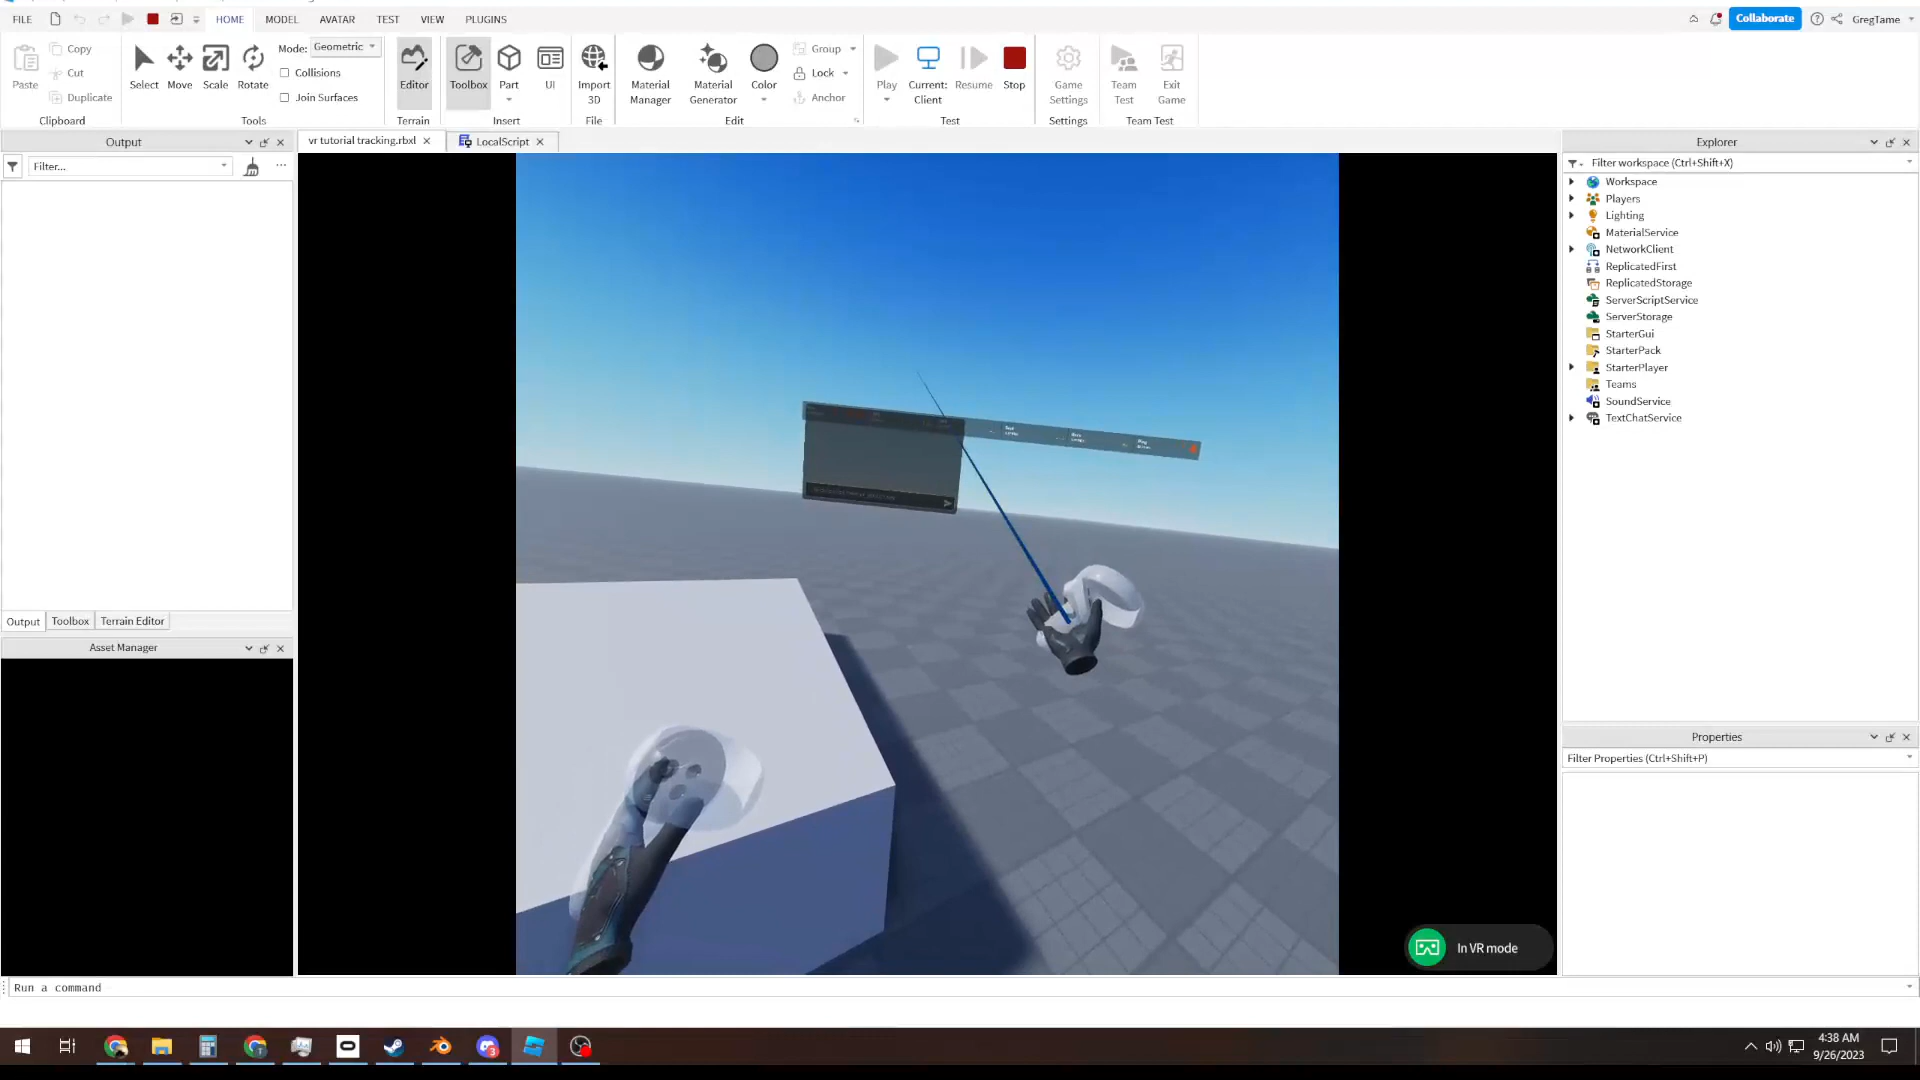 FILE HOME MODEL AVATAR TEST VIEW PLUGINS Collaborate GregTame
Copy Mode: Geometric Group
Cut Collisions Lock
Paste Select Move Scale Rotate Editor Toolbox Part UI Import 3D Material Manager Material Generator Color Play Current: Client Resume Stop Game Settings Team Test Exit Game
Duplicate Join Surfaces Anchor
Clipboard Tools Terrain Insert File Edit Test Settings Team Test
Output vr tutorial tracking.rbxl LocalScript Explorer
Filter... Filter workspace (Ctrl+Shift+X)
Workspace
Players
Lighting
MaterialService
NetworkClient
ReplicatedFirst
ReplicatedStorage
ServerScriptService
ServerStorage
StarterGui
StarterPack
StarterPlayer
Teams
SoundService
TextChatService
Output Toolbox Terrain Editor
Asset Manager
Properties
Filter Properties (Ctrl+Shift+P)
In VR mode
Run a command
4:38 AM
9/26/2023